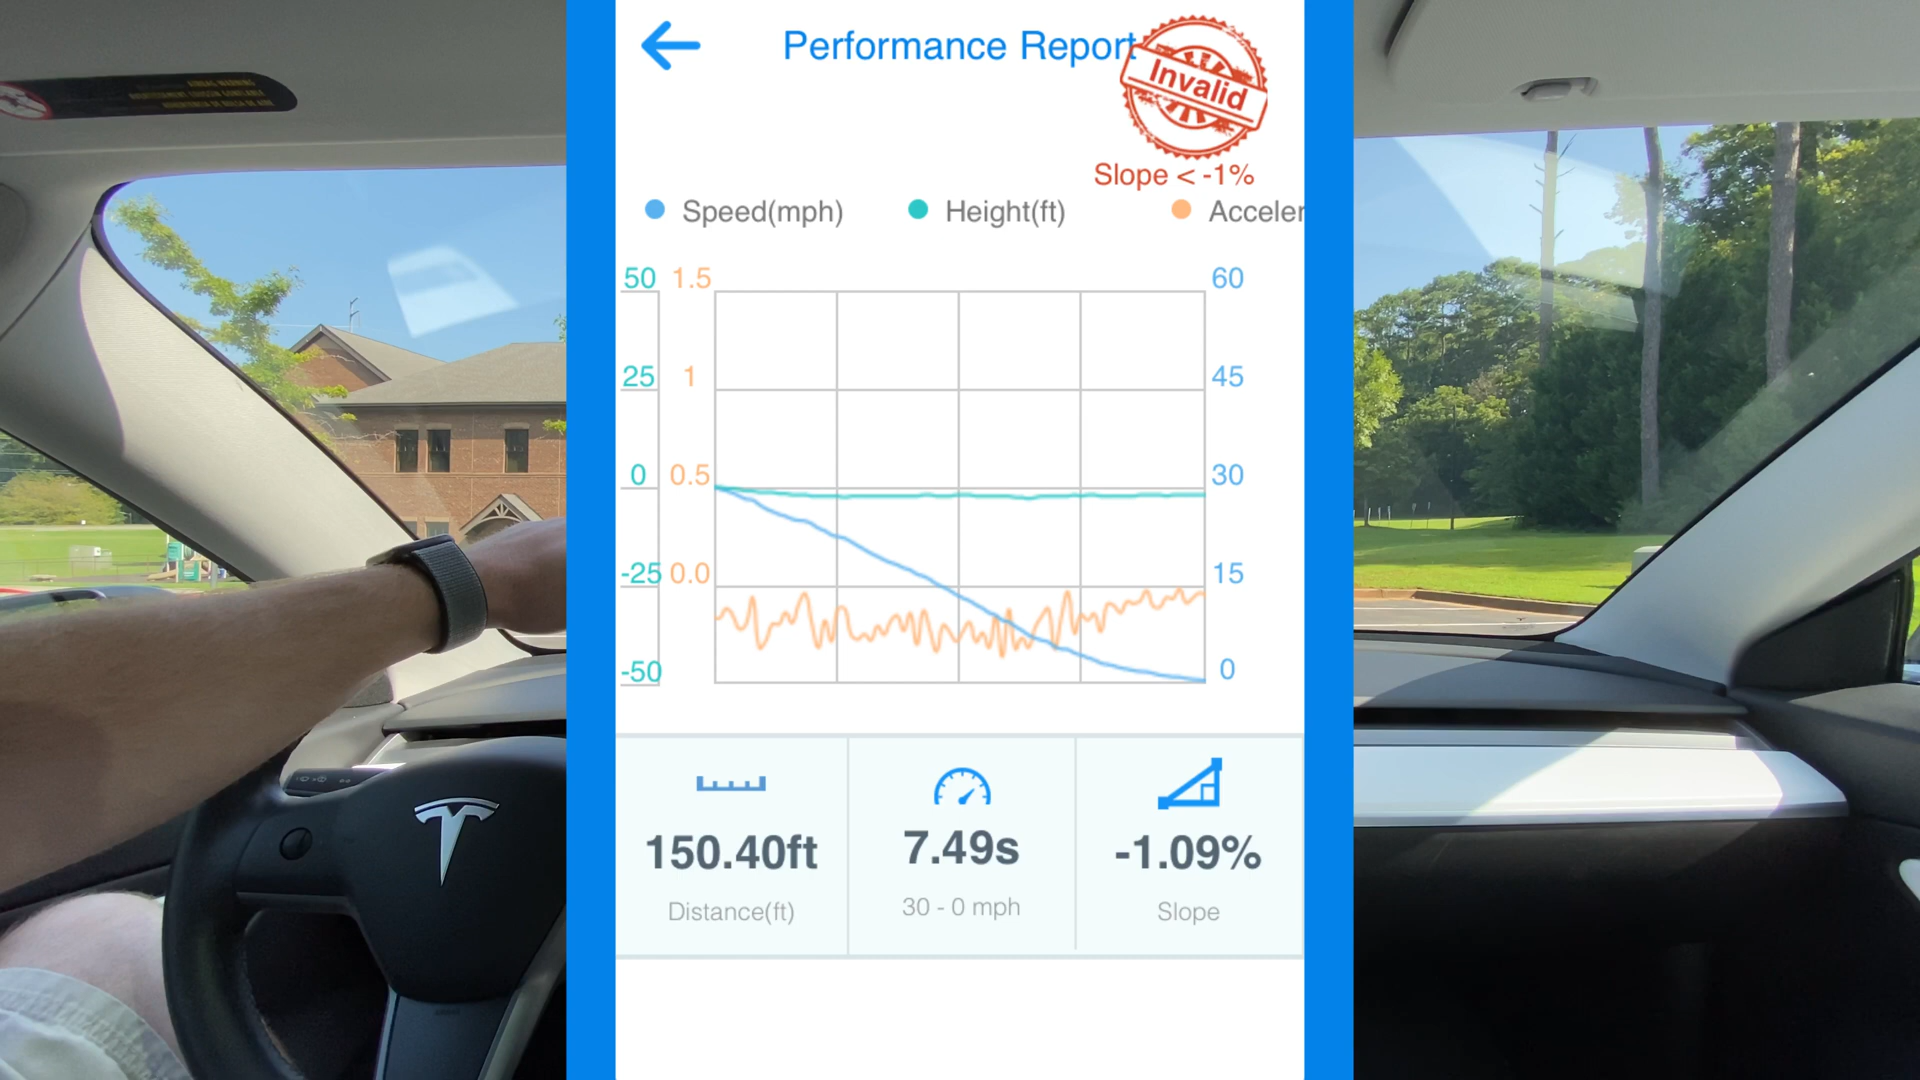 Performance Report
Invalid
Slope < -1%
Speed(mph) Height(ft) Acceler
50 1.5 60
25 1 45
0 0.5 30
-25 0.0 15
-50 0
150.40ft 7.49s -1.09%
Distance(ft) 30 - 0 mph Slope